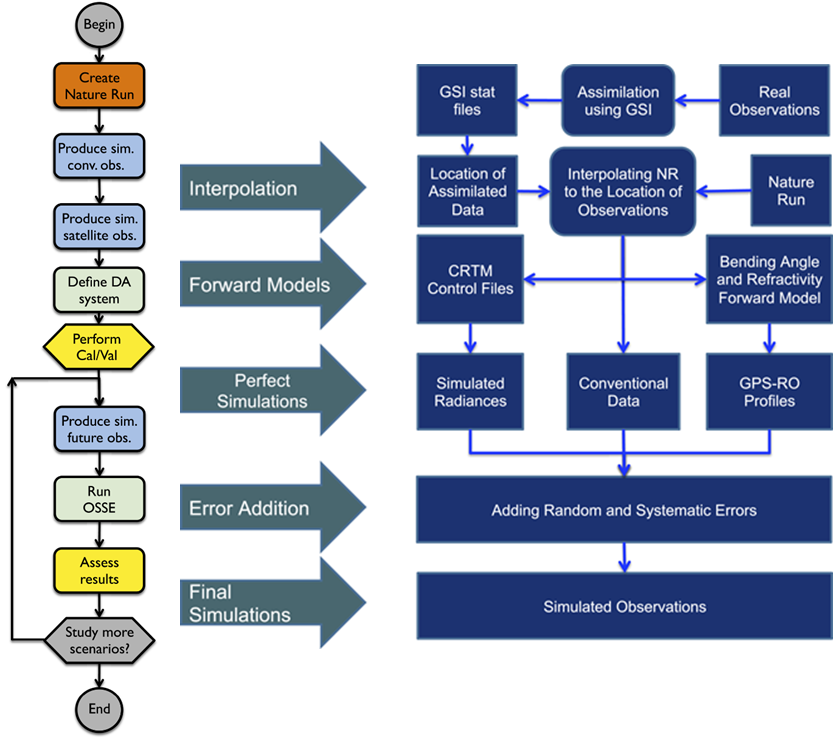 Begin
Create
Nature Run
Produce sim.
conv. obs.
Produce sim.
satellite obs.
Define DA
system
Perform
Cal/Val
Produce sim.
future obs.
Run
OSSE
Assess
results
Study more
scenarios?
End
Interpolation
Forward Models
Perfect
Simulations
Error Addition
Final
Simulations
GSI stat
files
Assimilation
using GSI
Real
Observations
Location of
Assimilated
Data
Interpolating NR
to the Location of
Observations
Nature
Run
CRTM
Control Files
Bending Angle
and Refractivity
Forward Model
Simulated
Radiances
Conventional
Data
GPS-RO
Profiles
Adding Random and Systematic Errors
Simulated Observations